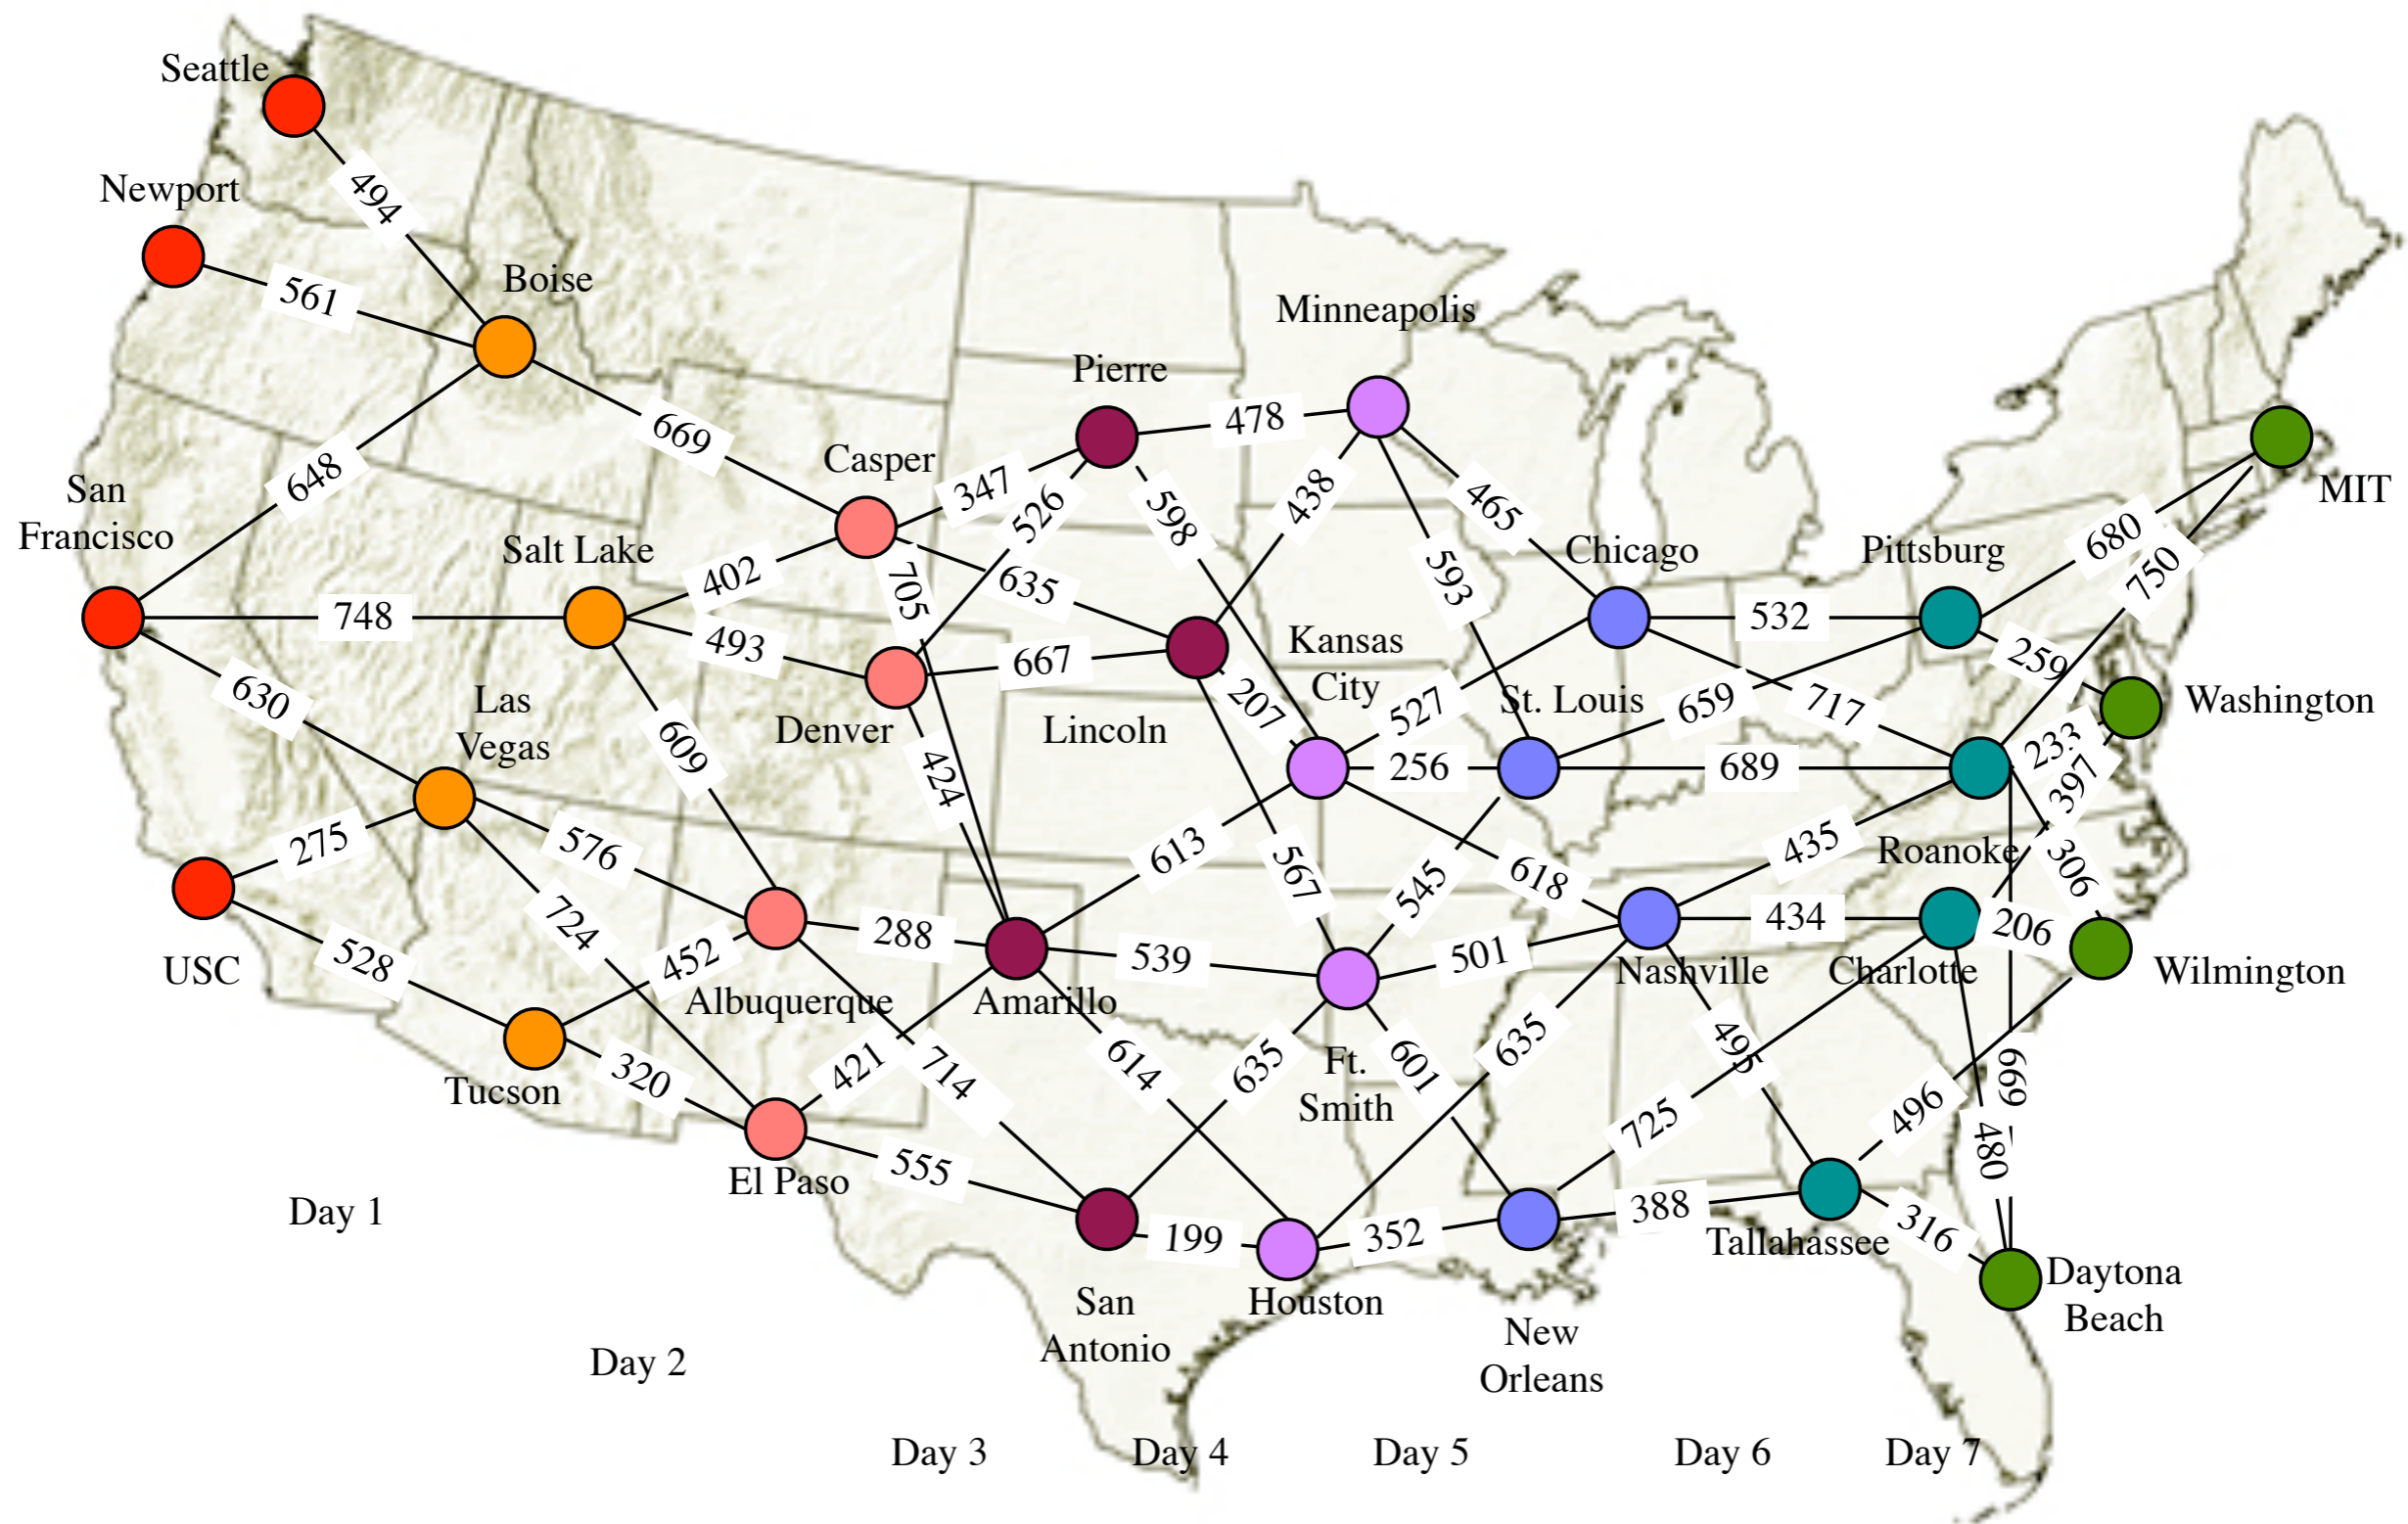 Seattle
494
Newport
561
Boise
Minneapolis
Pierre
478
669
Casper
347
526
598
438
465
648
San
Francisco
MIT
680
750
Salt Lake
402
705
635
593
Chicago
Pittsburg
532
748
493
667
Kansas
City
207
527
St. Louis
659
717
259
Washington
630
Las
Vegas
609
Denver
424
Lincoln
256
689
233
397
275
576
613
567
545
618
435
Roanoke
306
724
288
539
501
434
206
528
452
USC
Albuquerque
Amarillo
Nashville
Charlotte
Wilmington
Tucson
320
421
714
614
635
Ft.
Smith
601
635
495
725
496
669
480
El Paso
555
199
352
388
Tallahassee
316
Day 1
San
Antonio
Houston
New
Orleans
Daytona
Beach
Day 2
Day 3
Day 4
Day 5
Day 6
Day 7